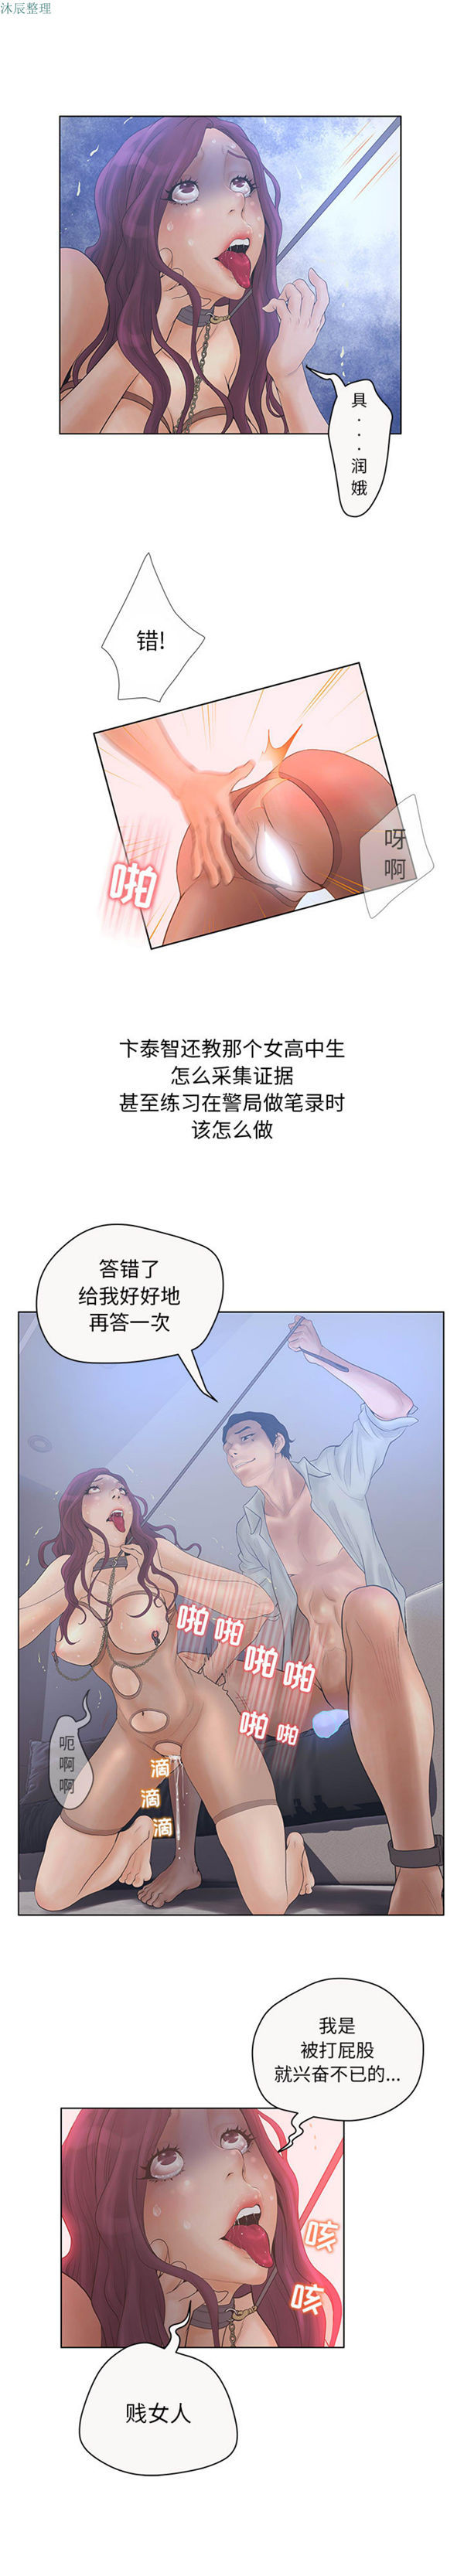 沐辰整理
具
·
·
·
润
娥
错!
啪
呀
啊
卞泰智还教那个女高中生
怎么采集证据
甚至练习在警局做笔录时
该怎么做
答错了
给我好好地
再答一次
啪 啪
啪 啪
啪 啪
呃
啊
啊
滴
滴
滴
我是
被打屁股
就兴奋不已的...
咳
咳
贱女人